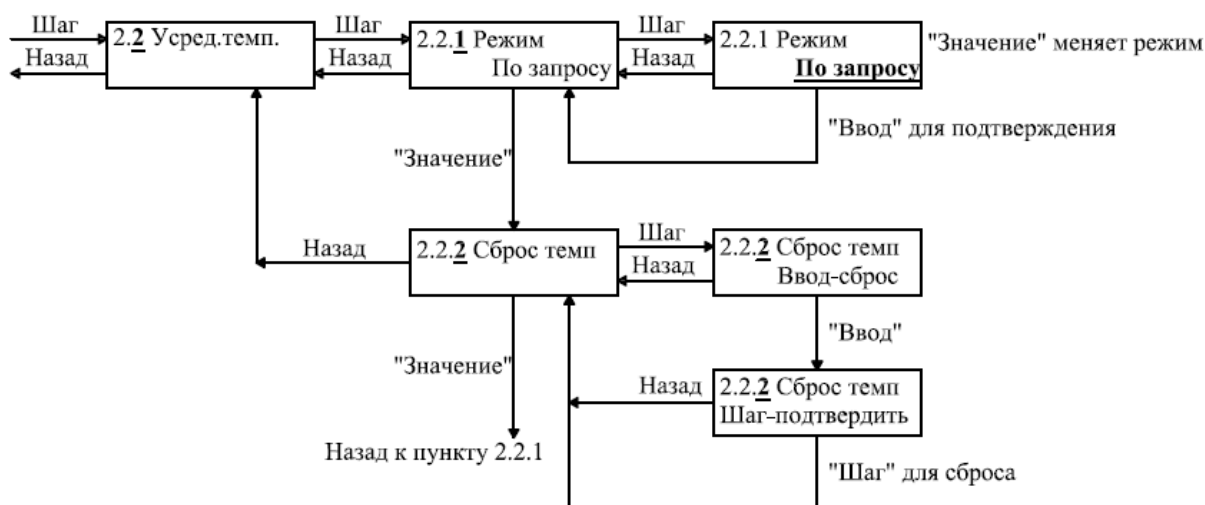 Шаг
Назад
2.2 Усред.темп.
Шаг
Назад
2.2.1 Режим
По запросу
Шаг
Назад
2.2.1 Режим
По запросу
"Значение" меняет режим
"Ввод" для подтверждения
"Значение"
Назад
2.2.2 Сброс темп
Шаг
Назад
2.2.2 Сброс темп
Ввод-сброс
"Ввод"
"Значение"
Назад
2.2.2 Сброс темп
Шаг-подтвердить
Назад к пункту 2.2.1
"Шаг" для сброса